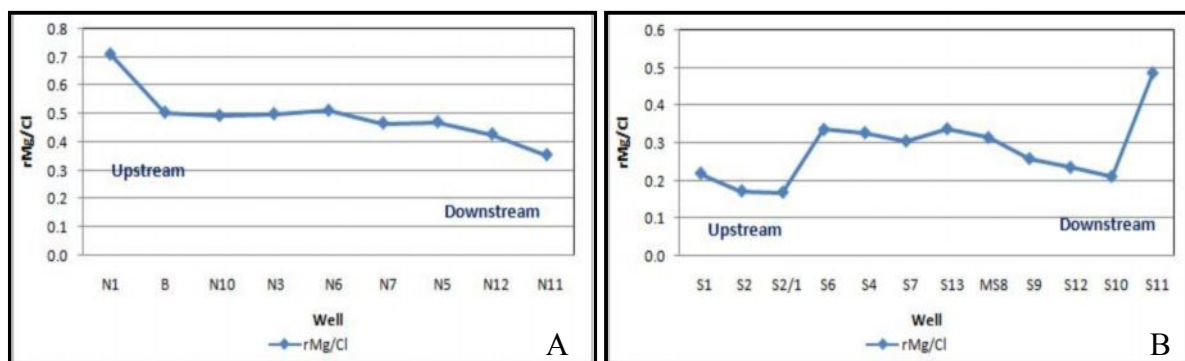 0.8
0.7
0.6
0.5
0.4
0.3
0.2
0.1
0.0
rMg/Cl
Upstream
Downstream
N1 B N10 N3 N6 N7 N5 N12 N11
Well
rMg/Cl
A
0.6
0.5
0.4
0.3
0.2
0.1
0.0
rMg/Cl
Upstream
Downstream
S1 S2 S2/1 S6 S4 S7 S13 MS8 S9 S12 S10 S11
Well
rMg/Cl
B